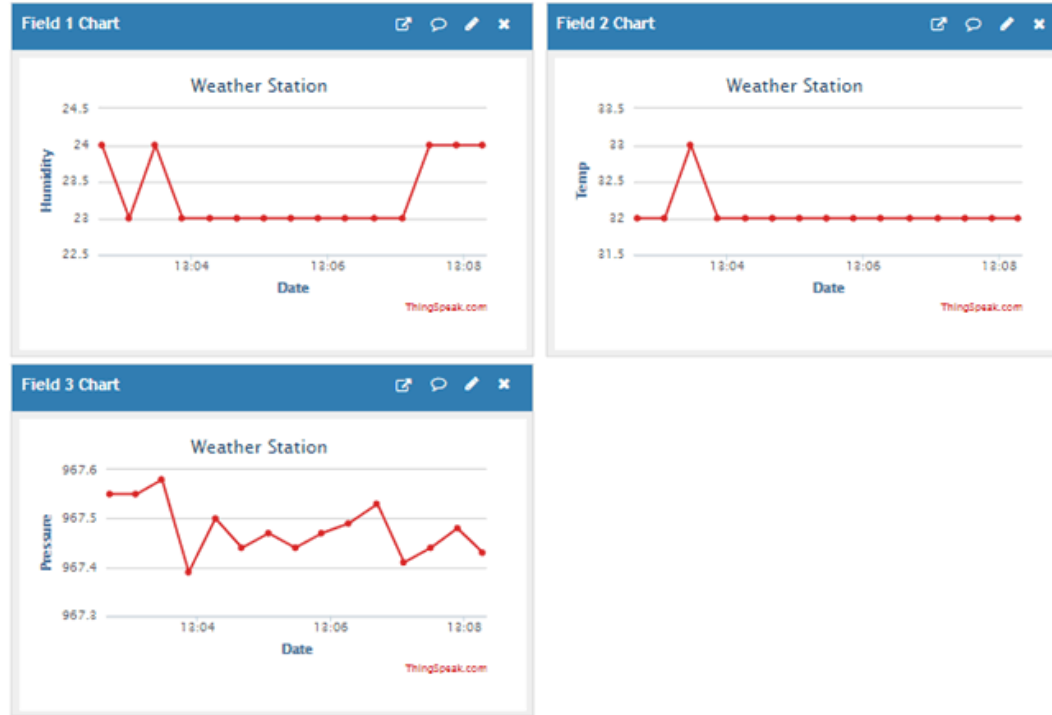 Field 1 Chart
Weather Station
24.5
24
23.5
23
22.5
Humidity
13:04 13:06 13:08
Date
ThingSpeak.com
Field 2 Chart
Weather Station
33.5
33
32.5
32
31.5
Temp
13:04 13:06 13:08
Date
ThingSpeak.com
Field 3 Chart
Weather Station
967.6
967.5
967.4
967.3
Pressure
13:04 13:06 13:08
Date
ThingSpeak.com